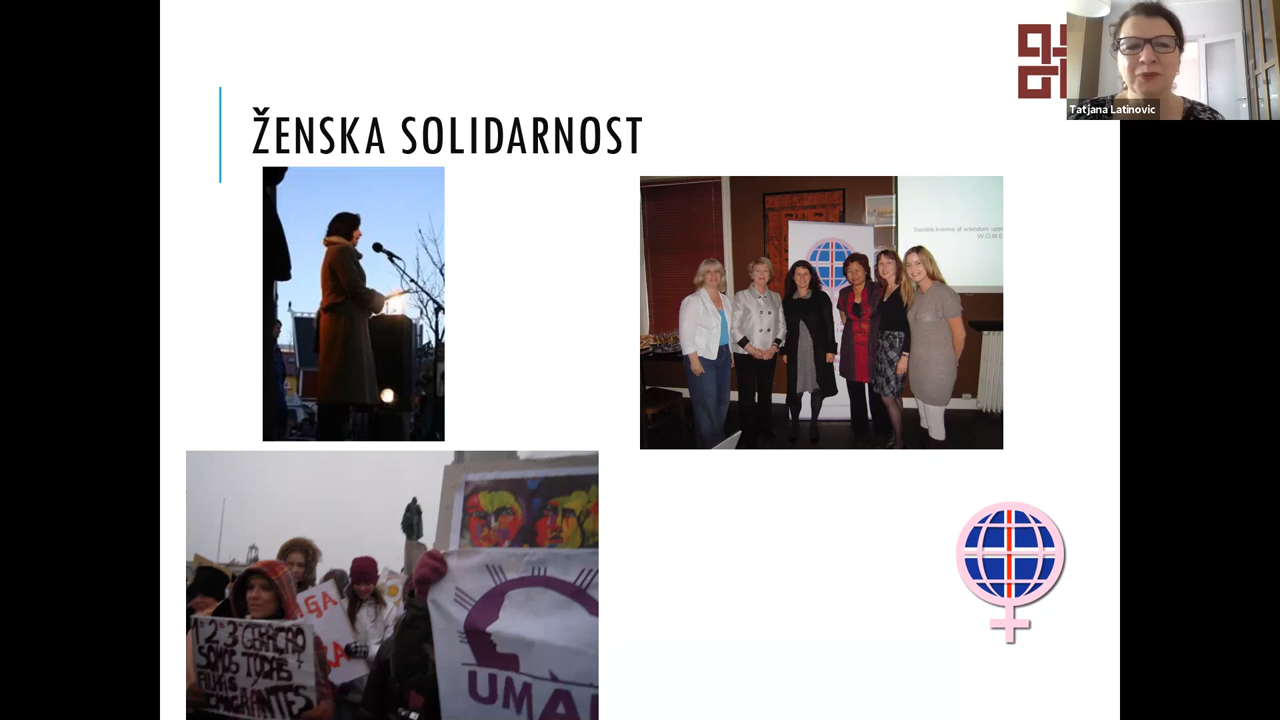 Tatjana Latinovic
ŽENSKA SOLIDARNOST
W.O.M.E
1ª 2ª 3ª GERAÇÃO
SOMOS TODAS
FILHAS
IMIGRANTES
UMA